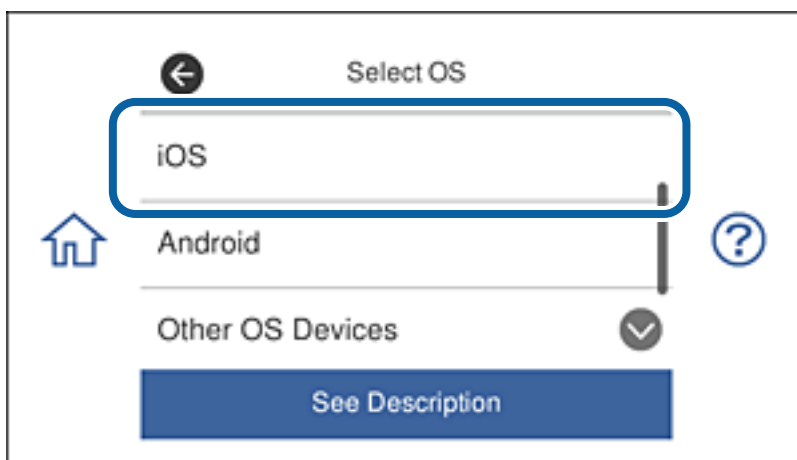 Select OS
iOS
Android
?
Other OS Devices
See Description